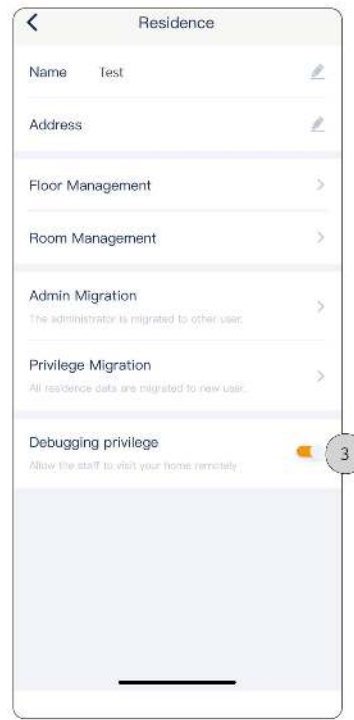 Residence
Name Test
Address
Floor Management
Room Management
Admin Migration
The administrator is migrated to other user.
Privilege Migration
All residence data are migrated to new user.
Debugging privilege
Allow the staff to visit your home remotely
3